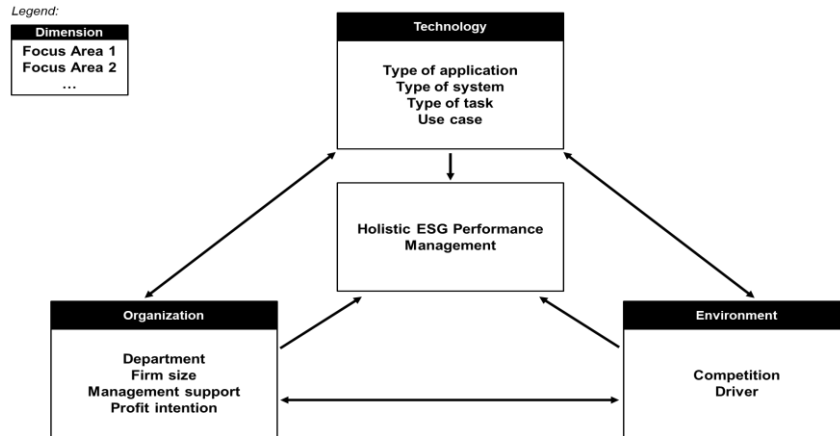 Legend:
Dimension
Focus Area 1
Focus Area 2
...
Technology
Type of application
Type of system
Type of task
Use case
Holistic ESG Performance
Management
Organization
Department
Firm size
Management support
Profit intention
Environment
Competition
Driver